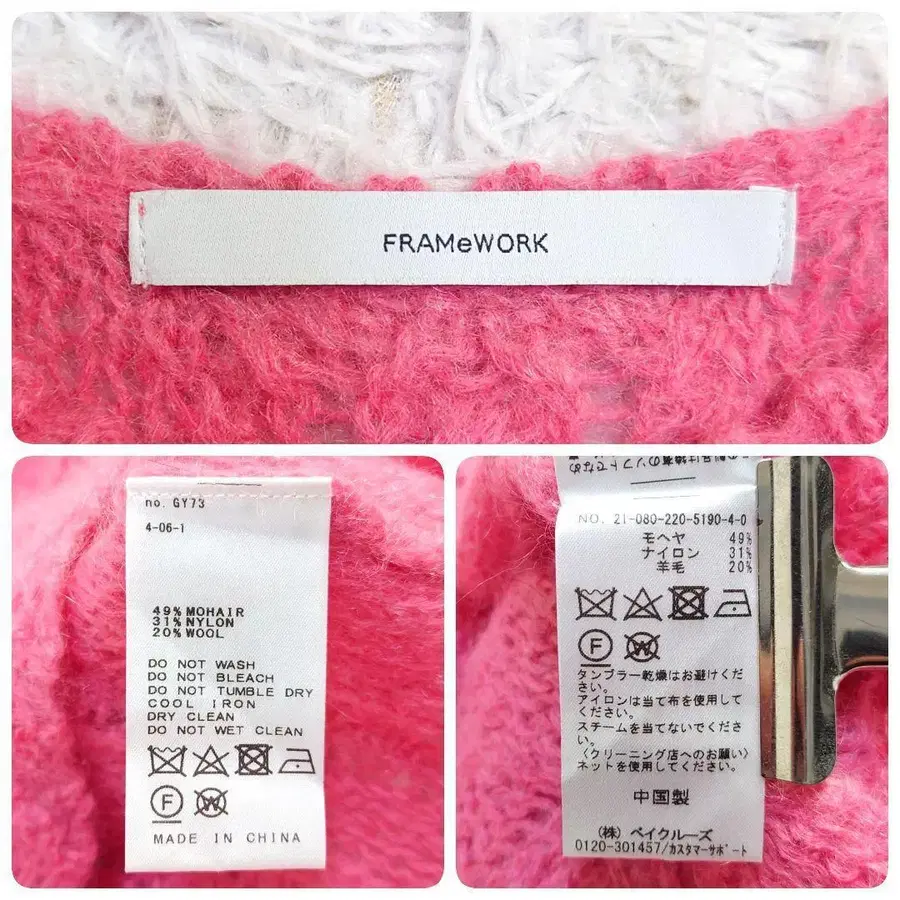 FRAMeWORK
no. GY73
4-06-1
49% MOHAIR
31% NYLON
20% WOOL
DO NOT WASH
DO NOT BLEACH
DO NOT TUMBLE DRY
COOL IRON
DRY CLEAN
DO NOT WET CLEAN
F W
MADE IN CHINA
NO. 21-080-220-5190-4-0
モヘヤ 49%
ナイロン 31%
羊毛 20%
F W
タンブラー乾燥はお避けくだ
さい。
アイロンは当て布を使用して
ください。
スチームを当てないでくださ
い。
〈クリーニング店へのお願い〉
ネットを使用してください。
中国製
(株) ベイクルーズ
0120-301457/カスタマーサポート